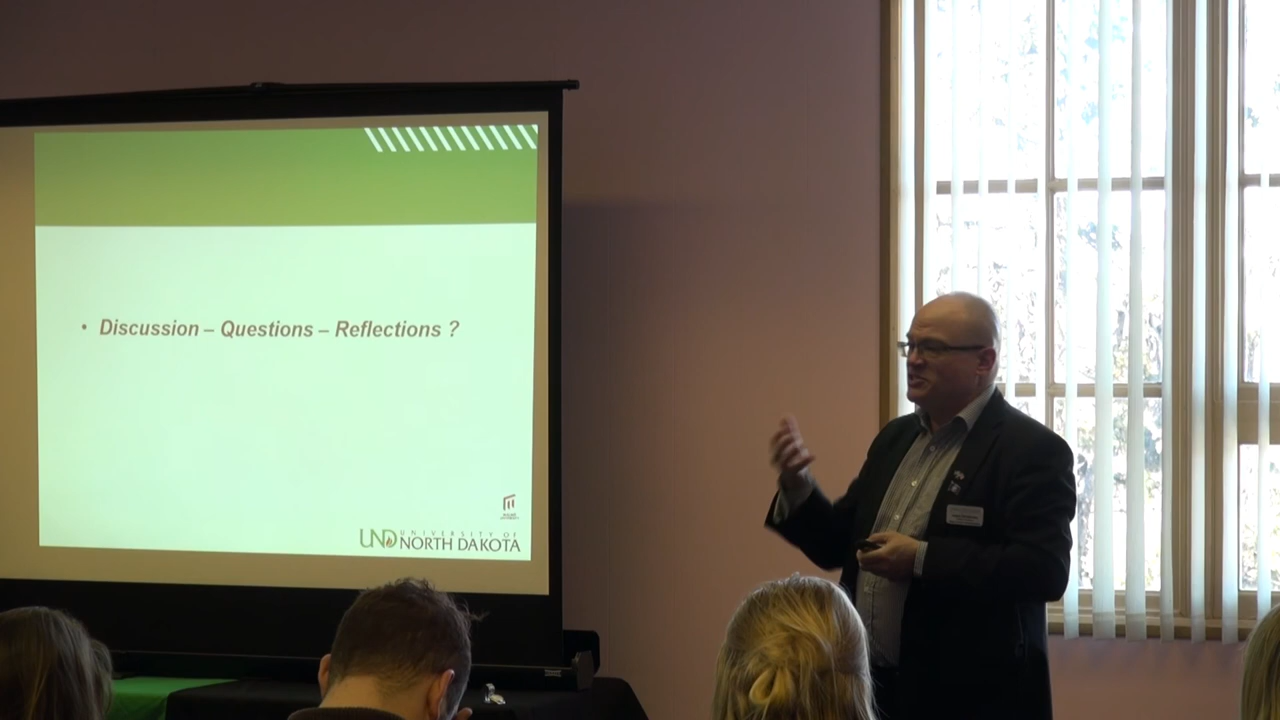 • Discussion – Questions – Reflections ?
UND UNIVERSITY OF
NORTH DAKOTA